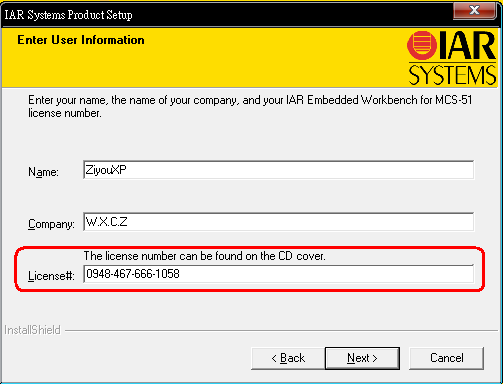 IAR Systems Product Setup
Enter User Information
IAR
SYSTEMS
Enter your name, the name of your company, and your IAR Embedded Workbench for MCS-51
license number.
Name:
ZiyouXP
Company:
W.X.C.Z
The license number can be found on the CD cover.
License#:
0948-467-666-1058
InstallShield
< Back
Next >
Cancel